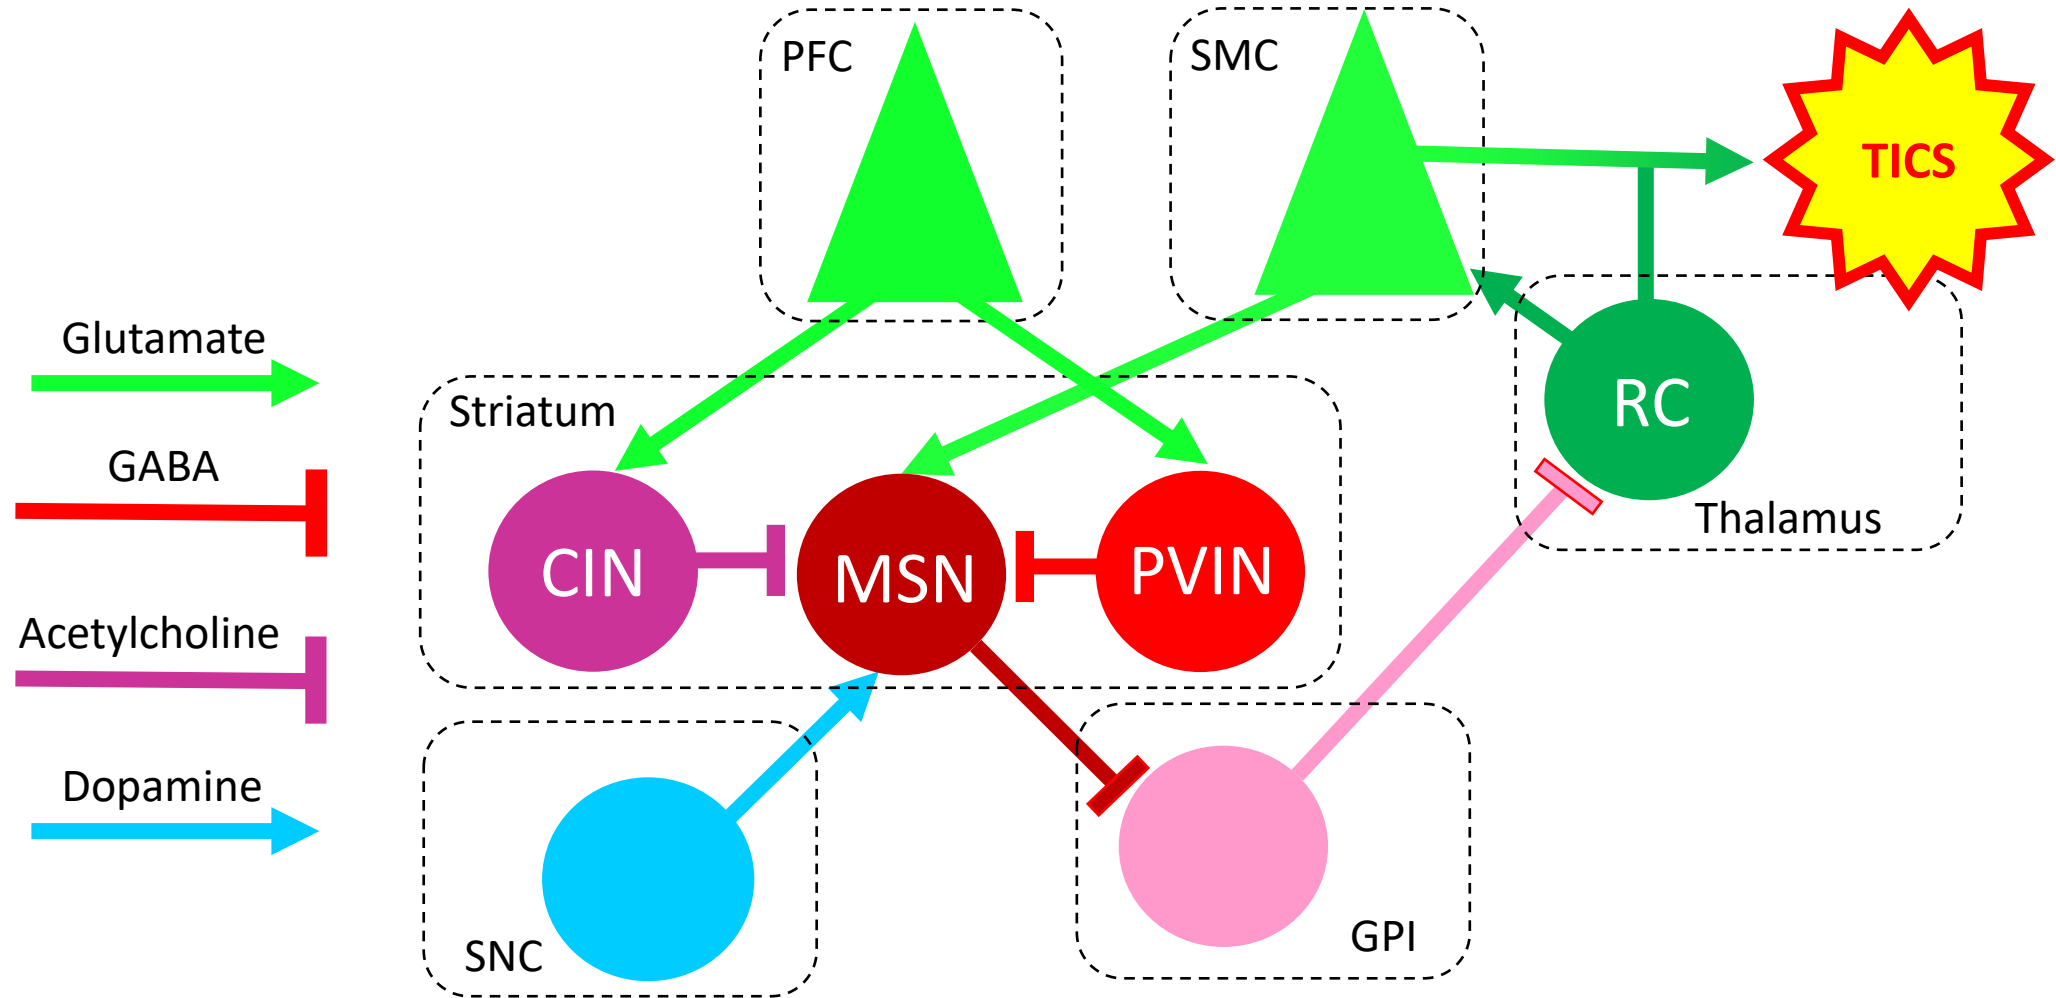 PFC
SMC
TICS
Glutamate
Striatum
RC
GABA
Thalamus
CIN
MSN
PVIN
Acetylcholine
Dopamine
SNC
GPI